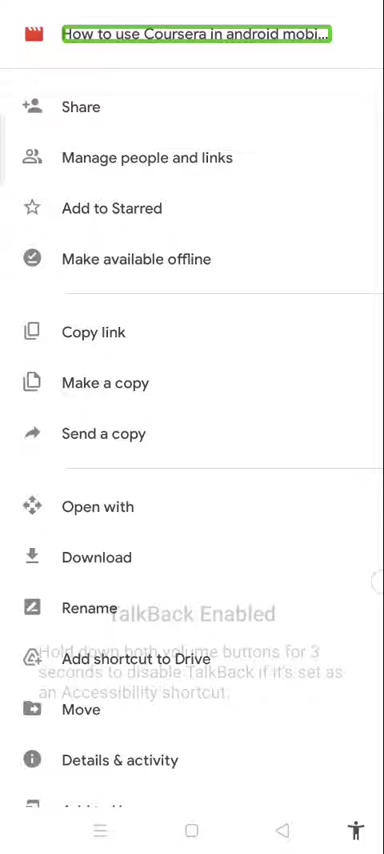 How to use Coursera in android mobi...
Share
Manage people and links
Add to Starred
Make available offline
Copy link
Make a copy
Send a copy
Open with
Download
Rename
TalkBack Enabled
Hold down both volume buttons for 3
Add shortcut to Drive
seconds to disable TalkBack if it's set as
an Accessibility shortcut.
Move
Details & activity